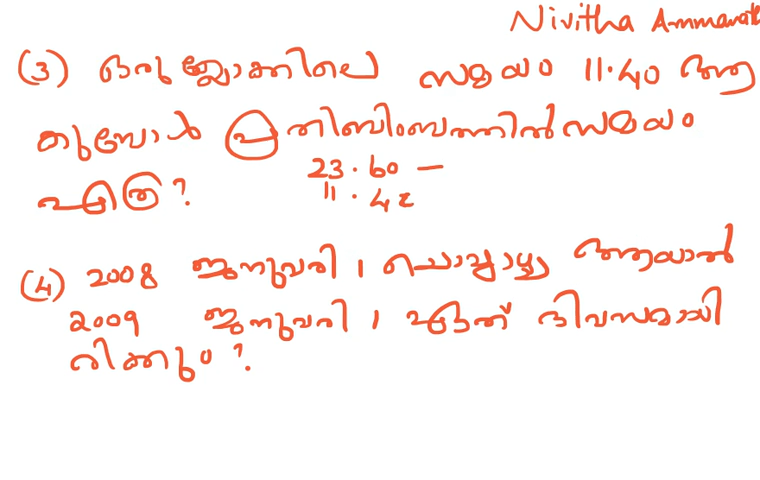 Nivitha Ammanath
(3) ഒരു ക്ലോക്കിലെ സമയം 11.40 ആ
കുമ്പോൾ പ്രതിബിംബത്തിൽ സമയം
എത്ര?
23.60 —
11.42
(4) 2008 ജനുവരി 1 ചൊവ്വാഴ്ച ആയാൽ
2009 ജനുവരി 1 ഏത് ദിവസമായി
രിക്കും?